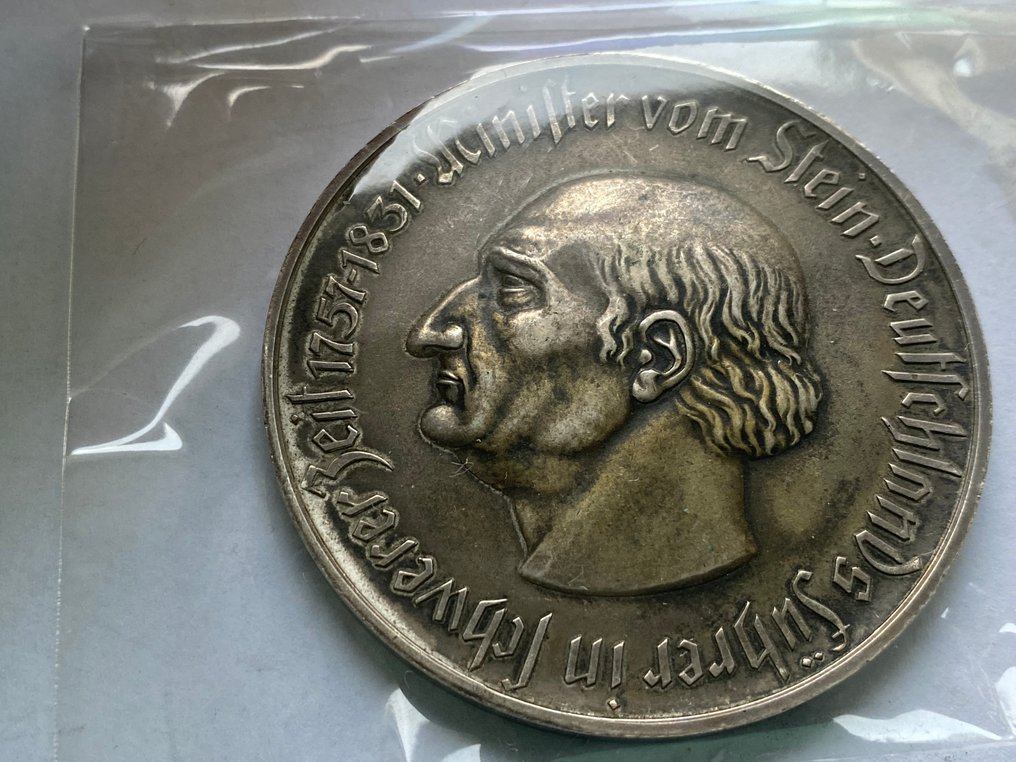 Minister vom Stein · Deutschlands Führer in schwerer Zeit 1757-1831 ·